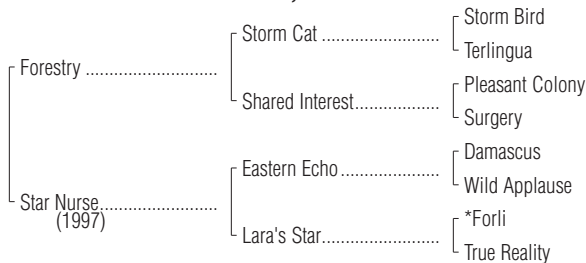 Storm Bird
Storm Cat ..............................
Terlingua
Forestry .................................
Pleasant Colony
Shared Interest.....................
Surgery
Damascus
Eastern Echo .........................
Wild Applause
Star Nurse..............................
(1997)
*Forli
Lara's Star..............................
True Reality